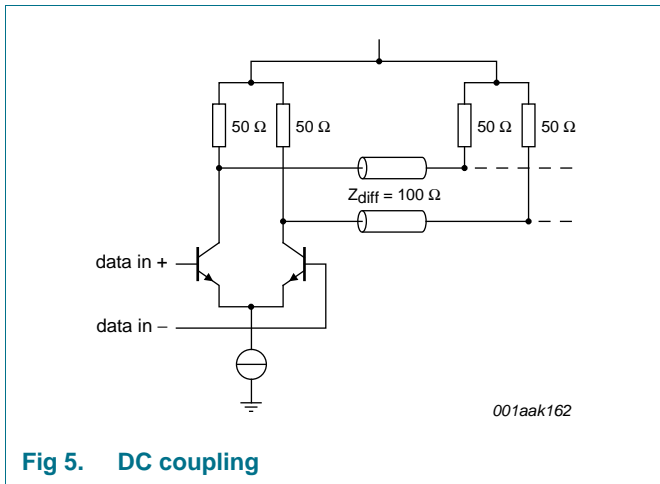 50 Ω 50 Ω 50 Ω 50 Ω
Zdiff = 100 Ω
data in +
data in −
001aak162
Fig 5. DC coupling